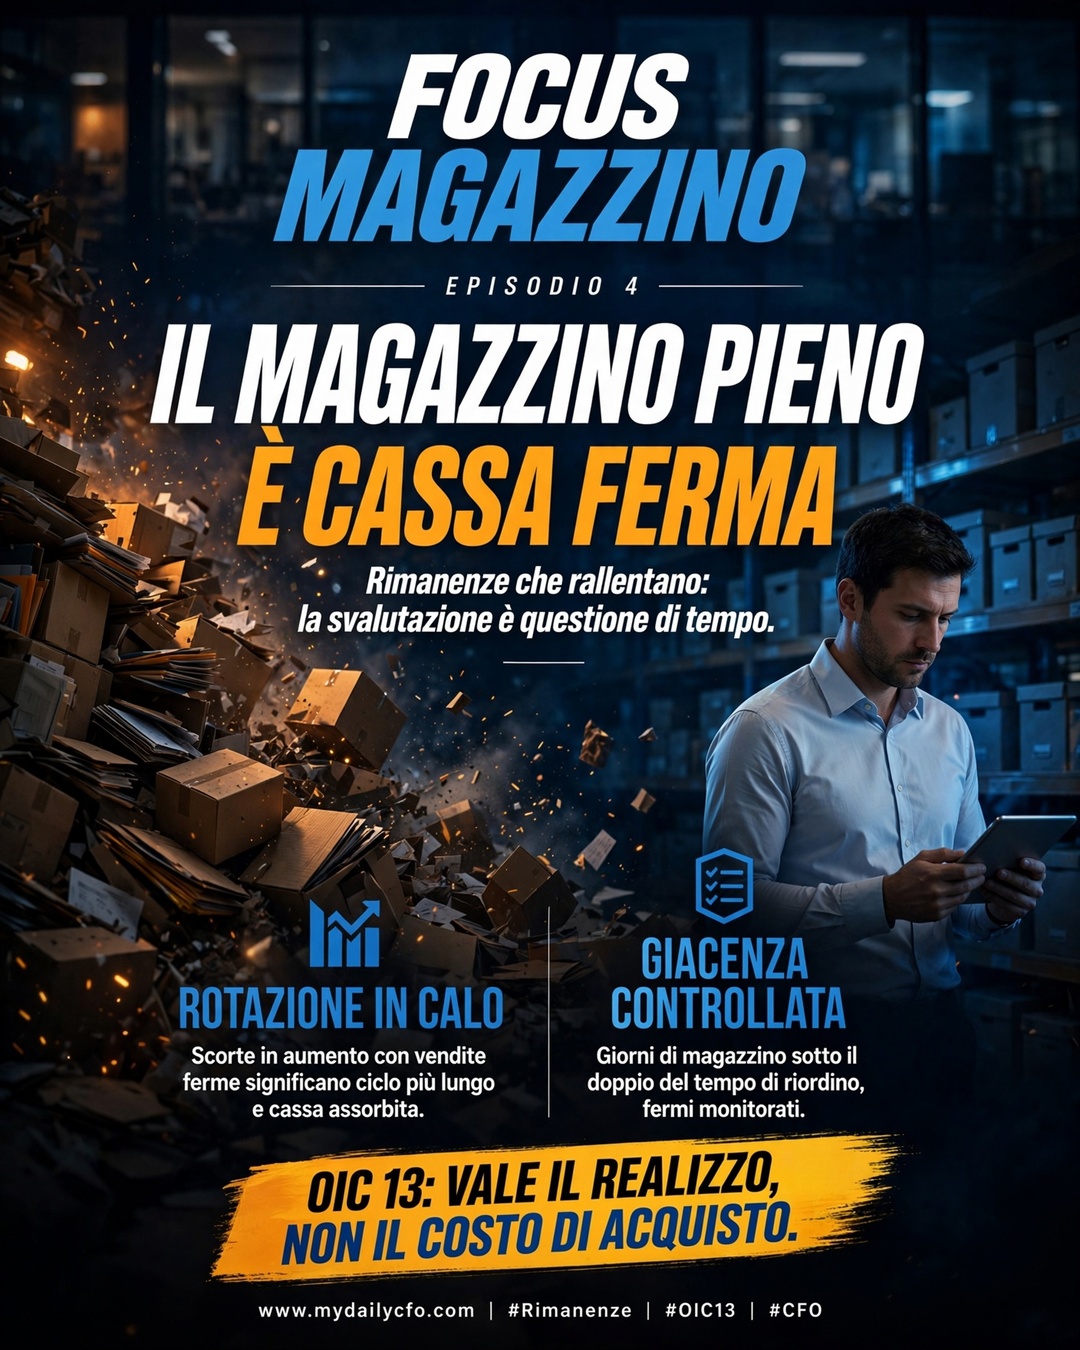 FOCUS
MAGAZZINO
EPISODIO 4
IL MAGAZZINO PIENO
È CASSA FERMA
Rimanenze che rallentano:
la svalutazione è questione di tempo.
ROTAZIONE IN CALO
Scorte in aumento con vendite
ferme significano ciclo più lungo
e cassa assorbita.
GIACENZA
CONTROLLATA
Giorni di magazzino sotto il
doppio del tempo di riordino,
fermi monitorati.
OIC 13: VALE IL REALIZZO,
NON IL COSTO DI ACQUISTO.
www.mydailycfo.com | #Rimanenze | #OIC13 | #CFO